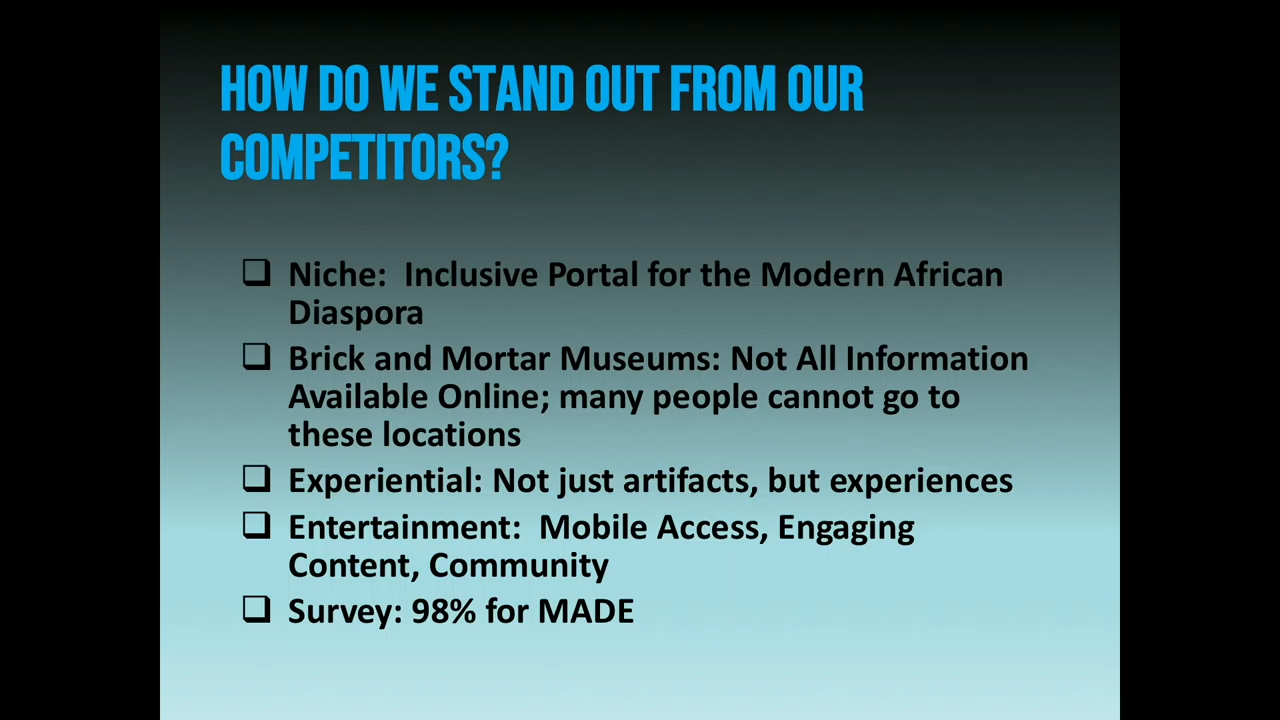 HOW DO WE STAND OUT FROM OUR
COMPETITORS?
❑ Niche:  Inclusive Portal for the Modern African
Diaspora
❑ Brick and Mortar Museums: Not All Information
Available Online; many people cannot go to
these locations
❑ Experiential: Not just artifacts, but experiences
❑ Entertainment:  Mobile Access, Engaging
Content, Community
❑ Survey: 98% for MADE